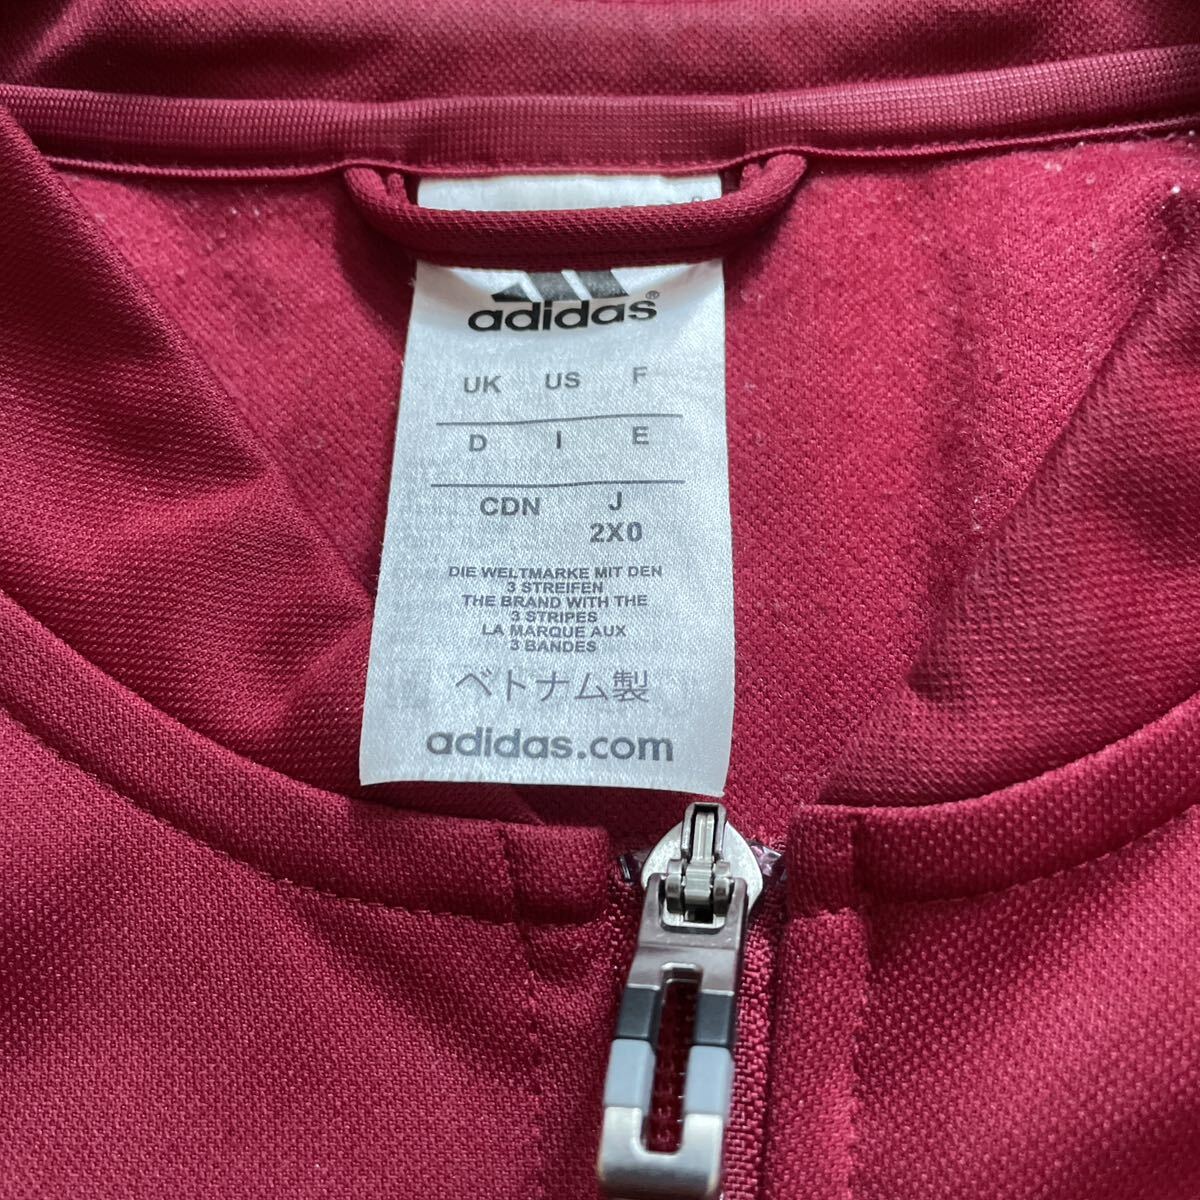 adidas®
UK US F
D I E
CDN J
2XO
DIE WELTMARKE MIT DEN
3 STREIFEN
THE BRAND WITH THE
3 STRIPES
LA MARQUE AUX
3 BANDES
ベトナム製
adidas.com